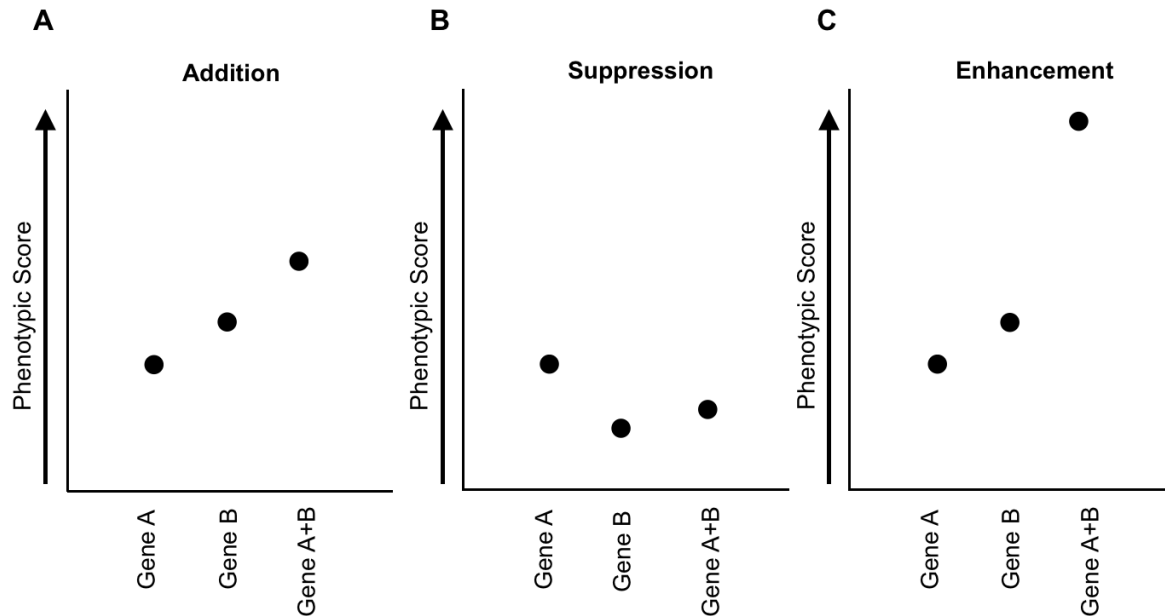 A
Addition
Phenotypic Score
Gene A
Gene B
Gene A+B
B
Suppression
Phenotypic Score
Gene A
Gene B
Gene A+B
C
Enhancement
Phenotypic Score
Gene A
Gene B
Gene A+B